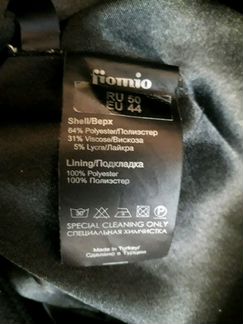 fiomio
RU 50
EU 44
Shell/Верх
64% Polyester/Полиэстер
31% Viscose/Вискоза
5% Lycra/Лайкра
Lining/Подкладка
100% Polyester/
100% Полиэстер
SPECIAL CLEANING ONLY
СПЕЦИАЛЬНАЯ ХИМЧИСТКА
Made in Turkey/
Сделано в Турции